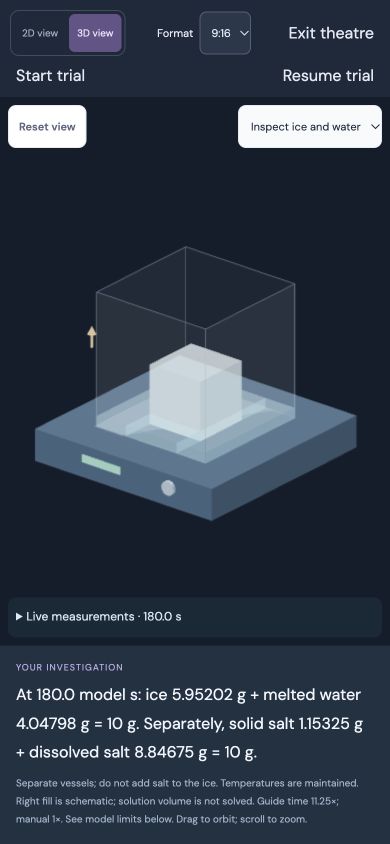 2D view 3D view Format 9:16 Exit theatre
Start trial Resume trial
Reset view Inspect ice and water
Live measurements · 180.0 s
YOUR INVESTIGATION
At 180.0 model s: ice 5.95202 g + melted water
4.04798 g = 10 g. Separately, solid salt 1.15325 g
+ dissolved salt 8.84675 g = 10 g.
Separate vessels; do not add salt to the ice. Temperatures are maintained.
Right fill is schematic; solution volume is not solved. Guide time 11.25×;
manual 1×. See model limits below. Drag to orbit; scroll to zoom.